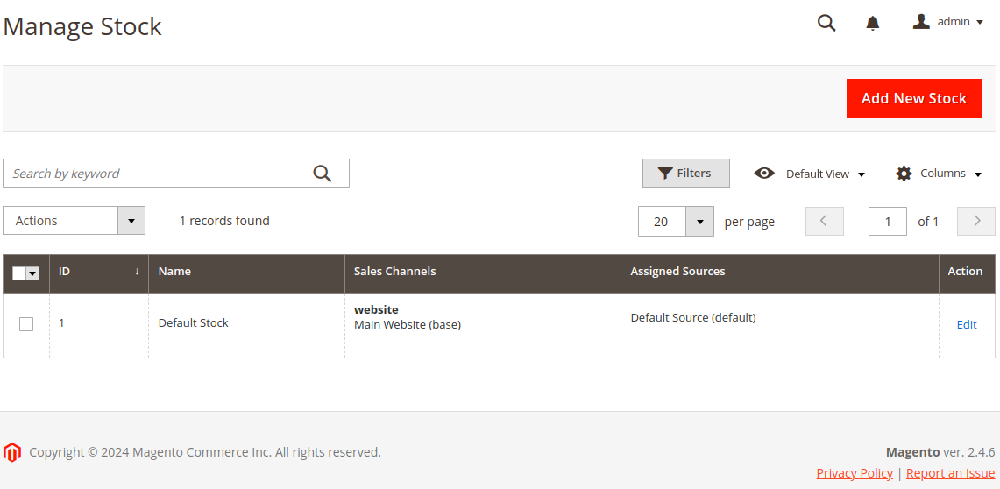 Manage Stock
admin
Add New Stock
Search by keyword
Filters
Default View
Columns
Actions
1 records found
20
per page
1
of 1
ID ↓ Name Sales Channels Assigned Sources Action
1 Default Stock website Default Source (default) Edit
Main Website (base)
Copyright © 2024 Magento Commerce Inc. All rights reserved.
Magento ver. 2.4.6
Privacy Policy | Report an Issue